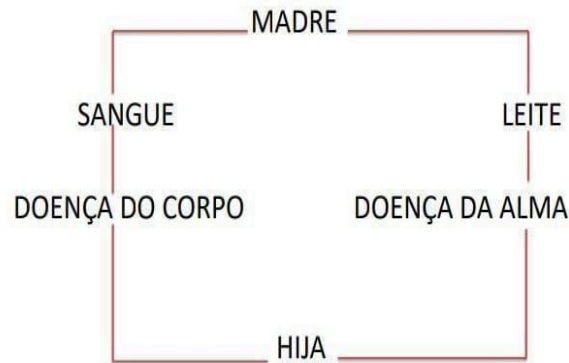 MADRE
SANGUE LEITE
DOENÇA DO CORPO DOENÇA DA ALMA
HIJA